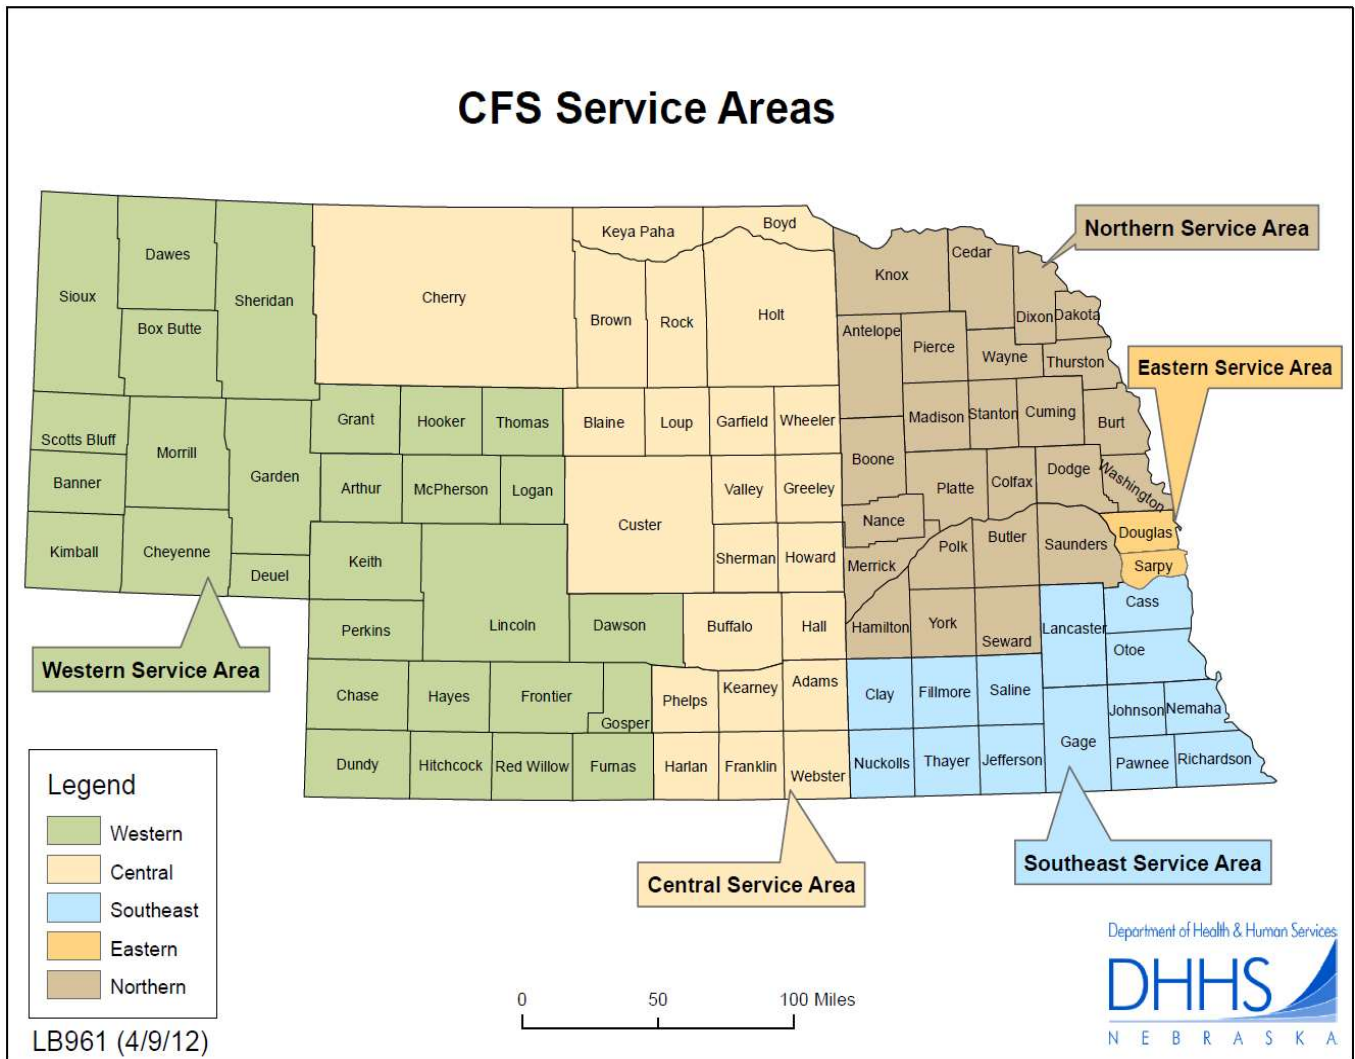 CFS Service Areas
Boyd
Keya Paha
Northern Service Area
Dawes
Cedar
Knox
Sioux
Sheridan
Cherry
Holt
Brown
Rock
Dixon
Dakota
Box Butte
Antelope
Pierce
Wayne
Thurston
Eastern Service Area
Grant
Hooker
Thomas
Blaine
Loup
Garfield
Wheeler
Madison
Stanton
Cuming
Burt
Scotts Bluff
Morrill
Boone
Banner
Garden
Arthur
McPherson
Logan
Valley
Greeley
Platte
Colfax
Dodge
Washington
Custer
Nance
Douglas
Kimball
Cheyenne
Keith
Sherman
Howard
Merrick
Polk
Butler
Saunders
Sarpy
Deuel
Cass
Perkins
Lincoln
Dawson
Buffalo
Hall
Hamilton
York
Seward
Lancaster
Otoe
Western Service Area
Chase
Hayes
Frontier
Gosper
Phelps
Kearney
Adams
Clay
Fillmore
Saline
Johnson
Nemaha
Dundy
Hitchcock
Red Willow
Furnas
Harlan
Franklin
Webster
Nuckolls
Thayer
Jefferson
Gage
Pawnee
Richardson
Legend
Western
Central
Southeast
Eastern
Northern
Central Service Area
Southeast Service Area
0 50 100 Miles
LB961 (4/9/12)
Department of Health & Human Services
DHHS
NEBRASKA